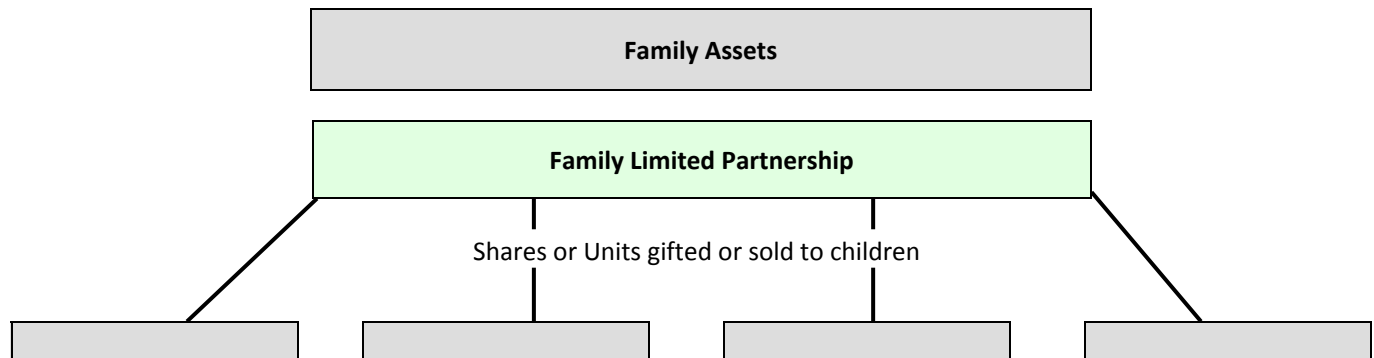 Family Assets
Family Limited Partnership
Shares or Units gifted or sold to children